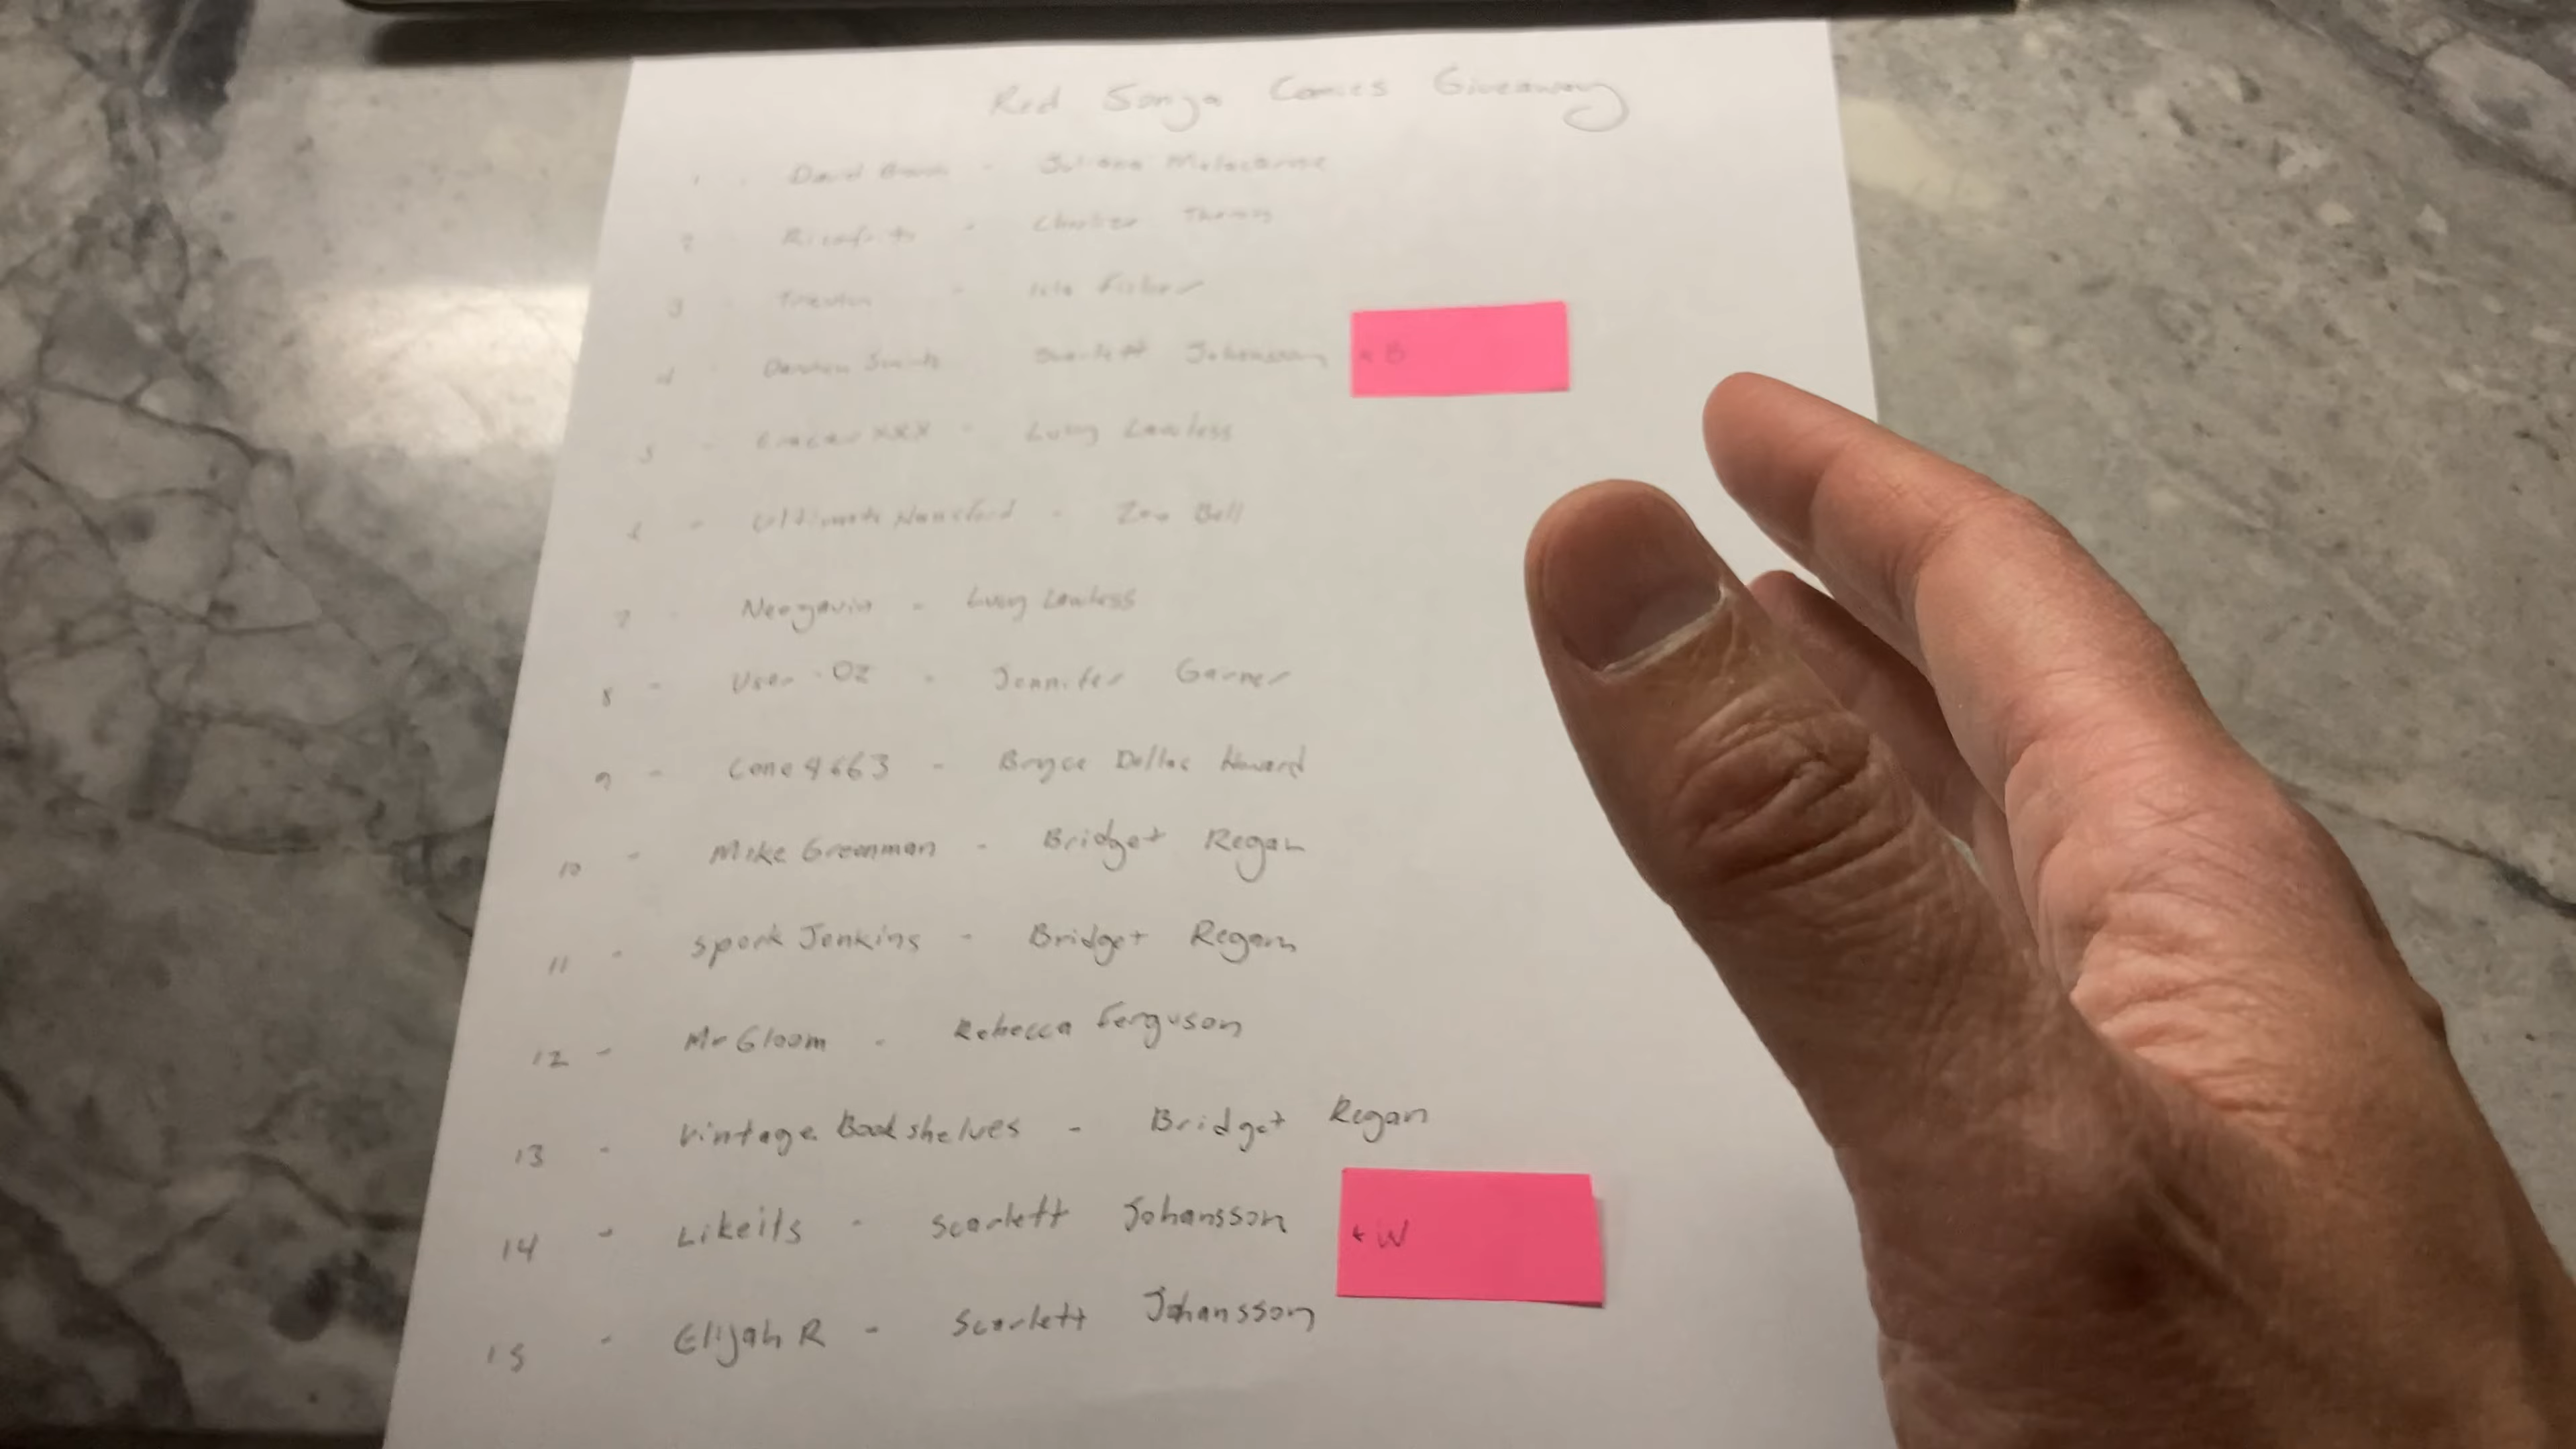 Red Sonja Comics Giveaway
1 - David - 
2 - - Theron
3 - - Isla Fisher
4 - Damien - Scarlett Johansson * B
5 - XXX - Lucy Lawless
6 - Ultimate - Zoe Bell
7 - Neogavin - Lucy Lawless
8 - User-OZ - Jennifer Garner
9 - Cone4663 - Bryce Dallas Howard
10 - Mike Greenman - Bridget Regan
11 - Spork Jenkins - Bridget Regan
12 - Mr Gloom - Rebecca Ferguson
13 - Vintage Bookshelves - Bridget Regan
14 - Likeits - Scarlett Johansson * W
15 - Elijah R - Scarlett Johansson